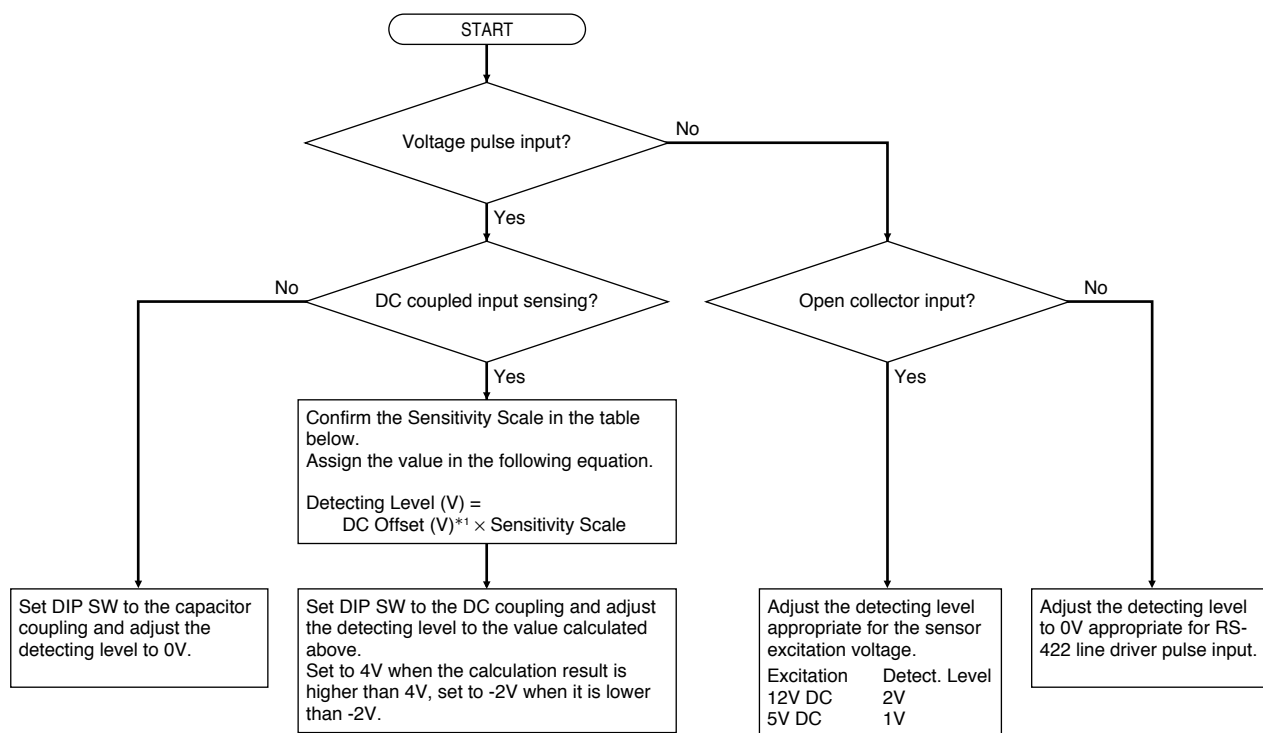 START
Voltage pulse input?
No
Yes
DC coupled input sensing?
No
Yes
Open collector input?
No
Yes
Confirm the Sensitivity Scale in the table
below.
Assign the value in the following equation.
Detecting Level (V) =
DC Offset (V)*1 × Sensitivity Scale
Set DIP SW to the capacitor
coupling and adjust the
detecting level to 0V.
Set DIP SW to the DC coupling and adjust
the detecting level to the value calculated
above.
Set to 4V when the calculation result is
higher than 4V, set to -2V when it is lower
than -2V.
Adjust the detecting level
appropriate for the sensor
excitation voltage.
Excitation Detect. Level
12V DC 2V
5V DC 1V
Adjust the detecting level
to 0V appropriate for RS-
422 line driver pulse input.